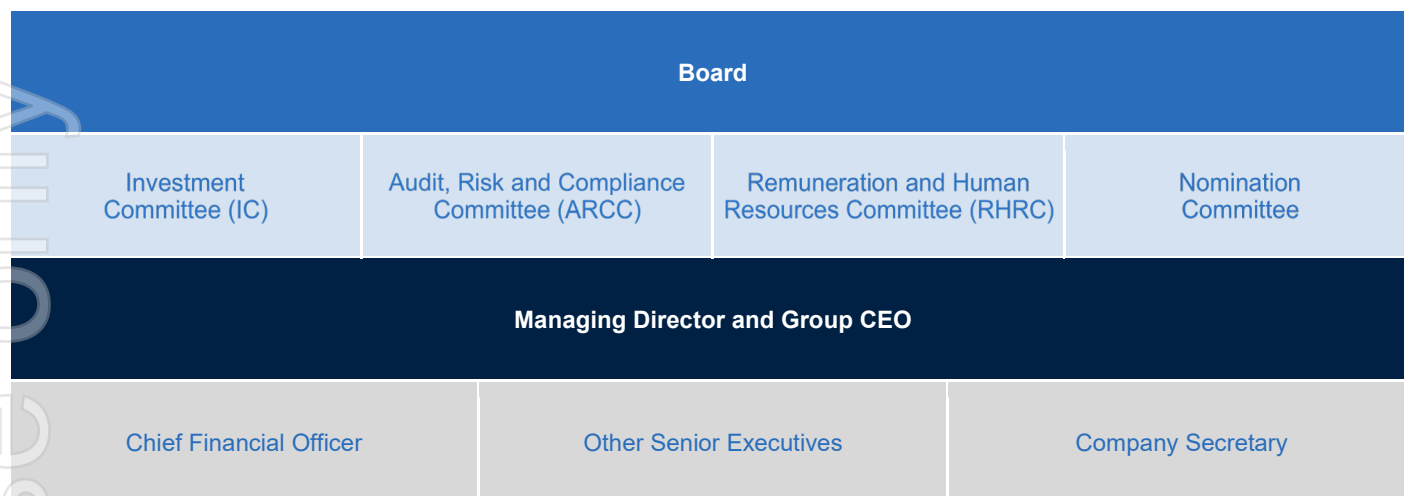 Board
Investment
Committee (IC)
Audit, Risk and Compliance
Committee (ARCC)
Remuneration and Human
Resources Committee (RHRC)
Nomination
Committee
Managing Director and Group CEO
Chief Financial Officer
Other Senior Executives
Company Secretary